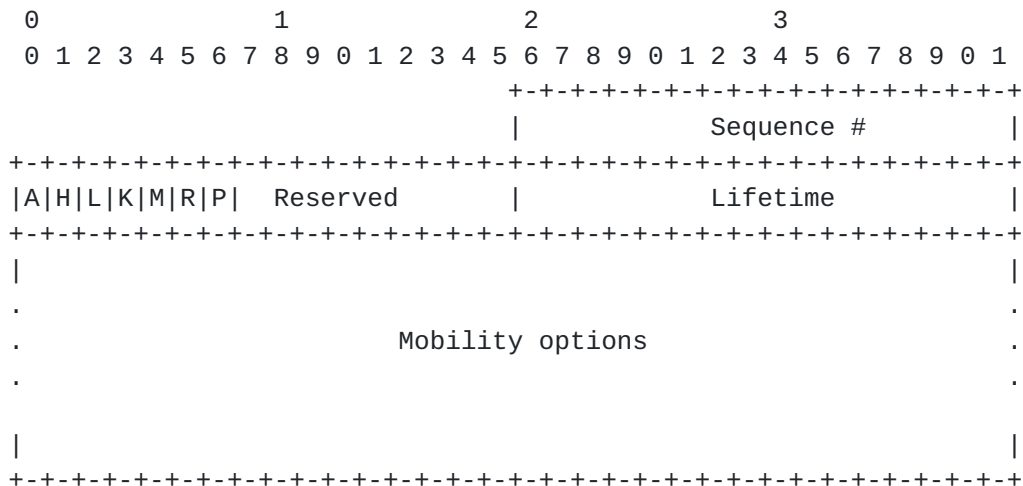 0                   1                   2                   3
 0 1 2 3 4 5 6 7 8 9 0 1 2 3 4 5 6 7 8 9 0 1 2 3 4 5 6 7 8 9 0 1
                                +-+-+-+-+-+-+-+-+-+-+-+-+-+-+-+-+
                                |            Sequence #         |
+-+-+-+-+-+-+-+-+-+-+-+-+-+-+-+-+-+-+-+-+-+-+-+-+-+-+-+-+-+-+-+-+
|A|H|L|K|M|R|P|  Reserved       |            Lifetime           |
+-+-+-+-+-+-+-+-+-+-+-+-+-+-+-+-+-+-+-+-+-+-+-+-+-+-+-+-+-+-+-+-+
|                                                               |
.                                                               .
.                        Mobility options                       .
.                                                               .
|                                                               |
+-+-+-+-+-+-+-+-+-+-+-+-+-+-+-+-+-+-+-+-+-+-+-+-+-+-+-+-+-+-+-+-+